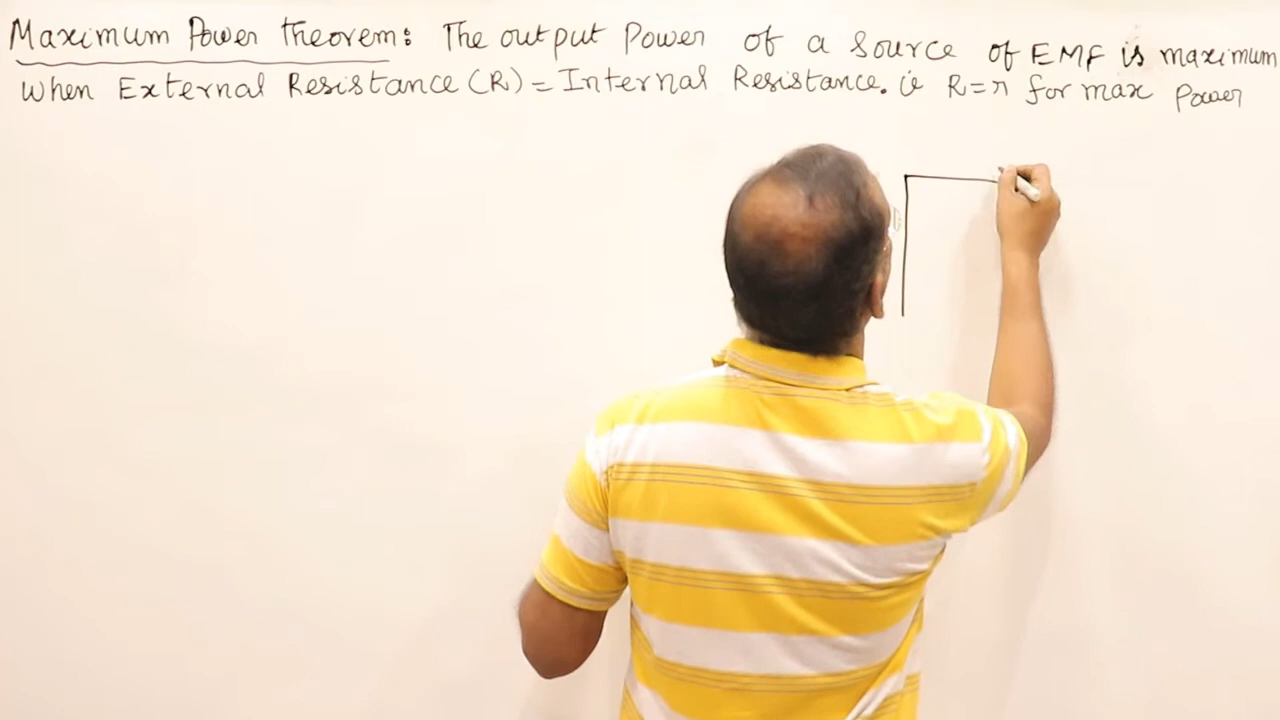 Maximum Power theorem: The output Power of a source of EMF is maximum
when External Resistance (R) = Internal Resistance. ie R=r for max Power